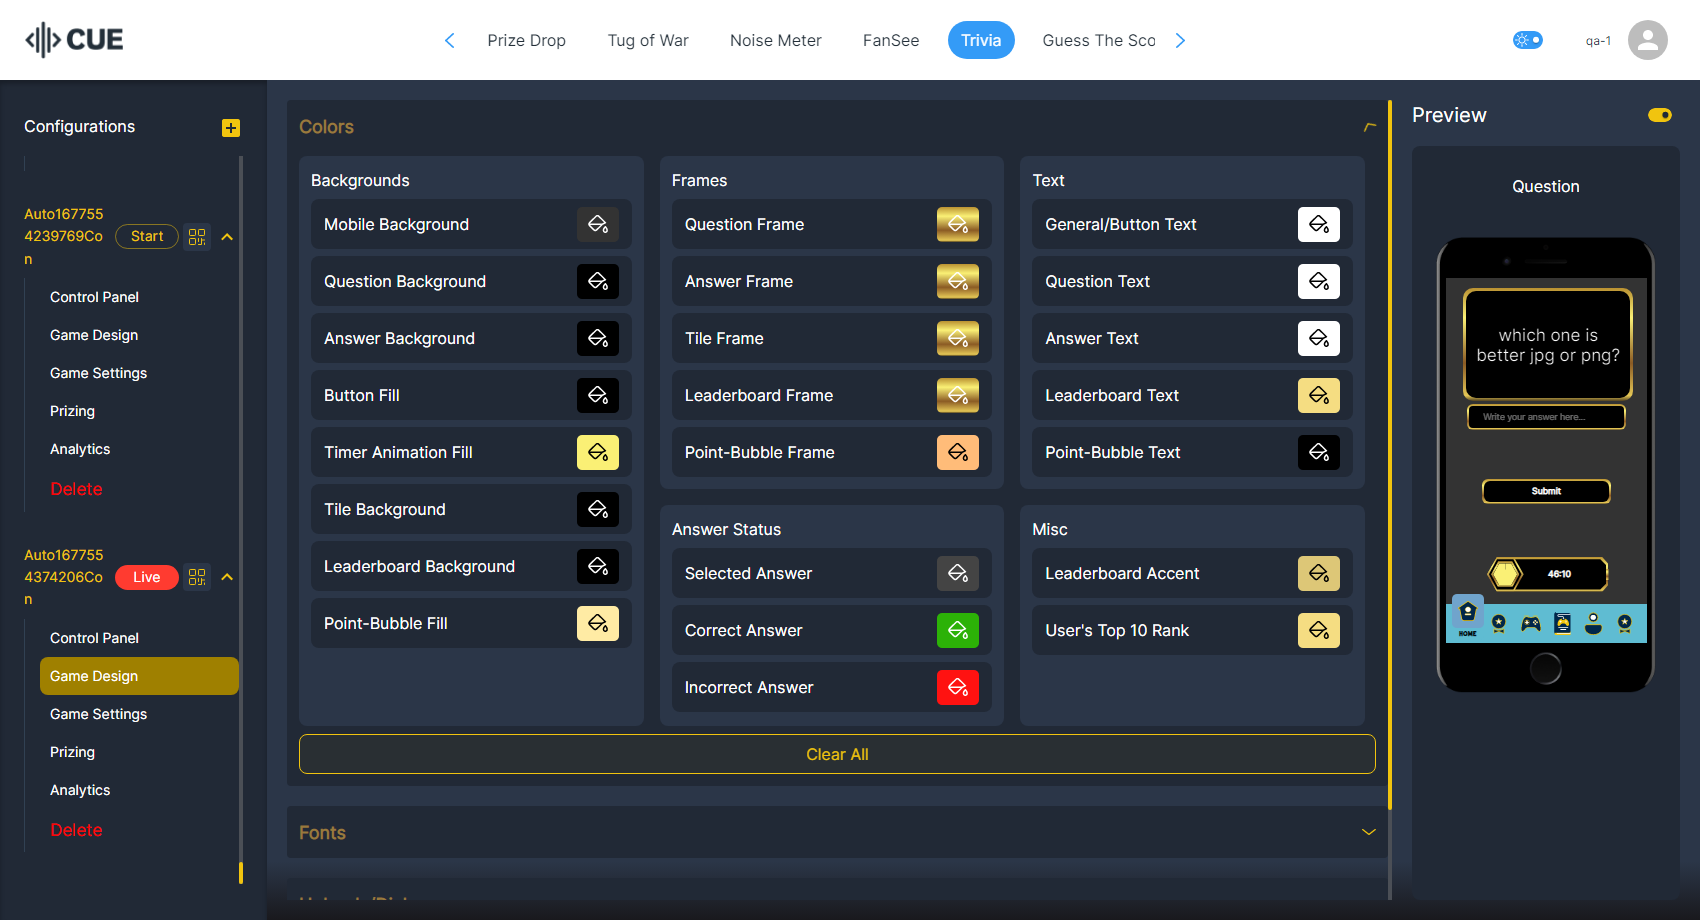 CUE
Prize Drop
Tug of War
Noise Meter
FanSee
Trivia
Guess The Sco
qa-1
Configurations
Auto167755
4239769Co
n
Start
Control Panel
Game Design
Game Settings
Prizing
Analytics
Delete
Auto167755
4374206Co
n
Live
Control Panel
Game Design
Game Settings
Prizing
Analytics
Delete
Colors
Backgrounds
Mobile Background
Question Background
Answer Background
Button Fill
Timer Animation Fill
Tile Background
Leaderboard Background
Point-Bubble Fill
Frames
Question Frame
Answer Frame
Tile Frame
Leaderboard Frame
Point-Bubble Frame
Text
General/Button Text
Question Text
Answer Text
Leaderboard Text
Point-Bubble Text
Answer Status
Selected Answer
Correct Answer
Incorrect Answer
Misc
Leaderboard Accent
User's Top 10 Rank
Clear All
Fonts
Preview
Question
which one is
better jpg or png?
Write your answer here...
Submit
46:10
HOME